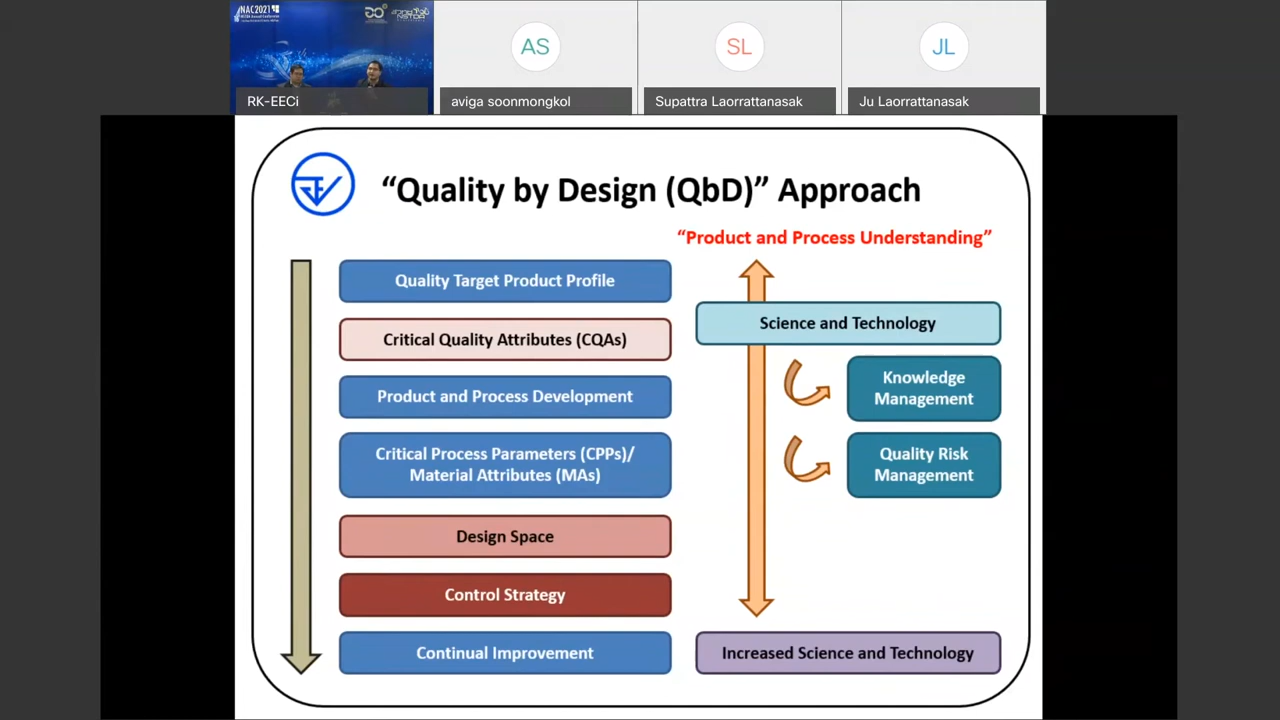 NAC2021
RK-EECi
AS
aviga soonmongkol
SL
Supattra Laorrattanasak
JL
Ju Laorrattanasak
“Quality by Design (QbD)” Approach
“Product and Process Understanding”
Quality Target Product Profile
Critical Quality Attributes (CQAs)
Product and Process Development
Critical Process Parameters (CPPs)/
Material Attributes (MAs)
Design Space
Control Strategy
Continual Improvement
Science and Technology
Knowledge
Management
Quality Risk
Management
Increased Science and Technology